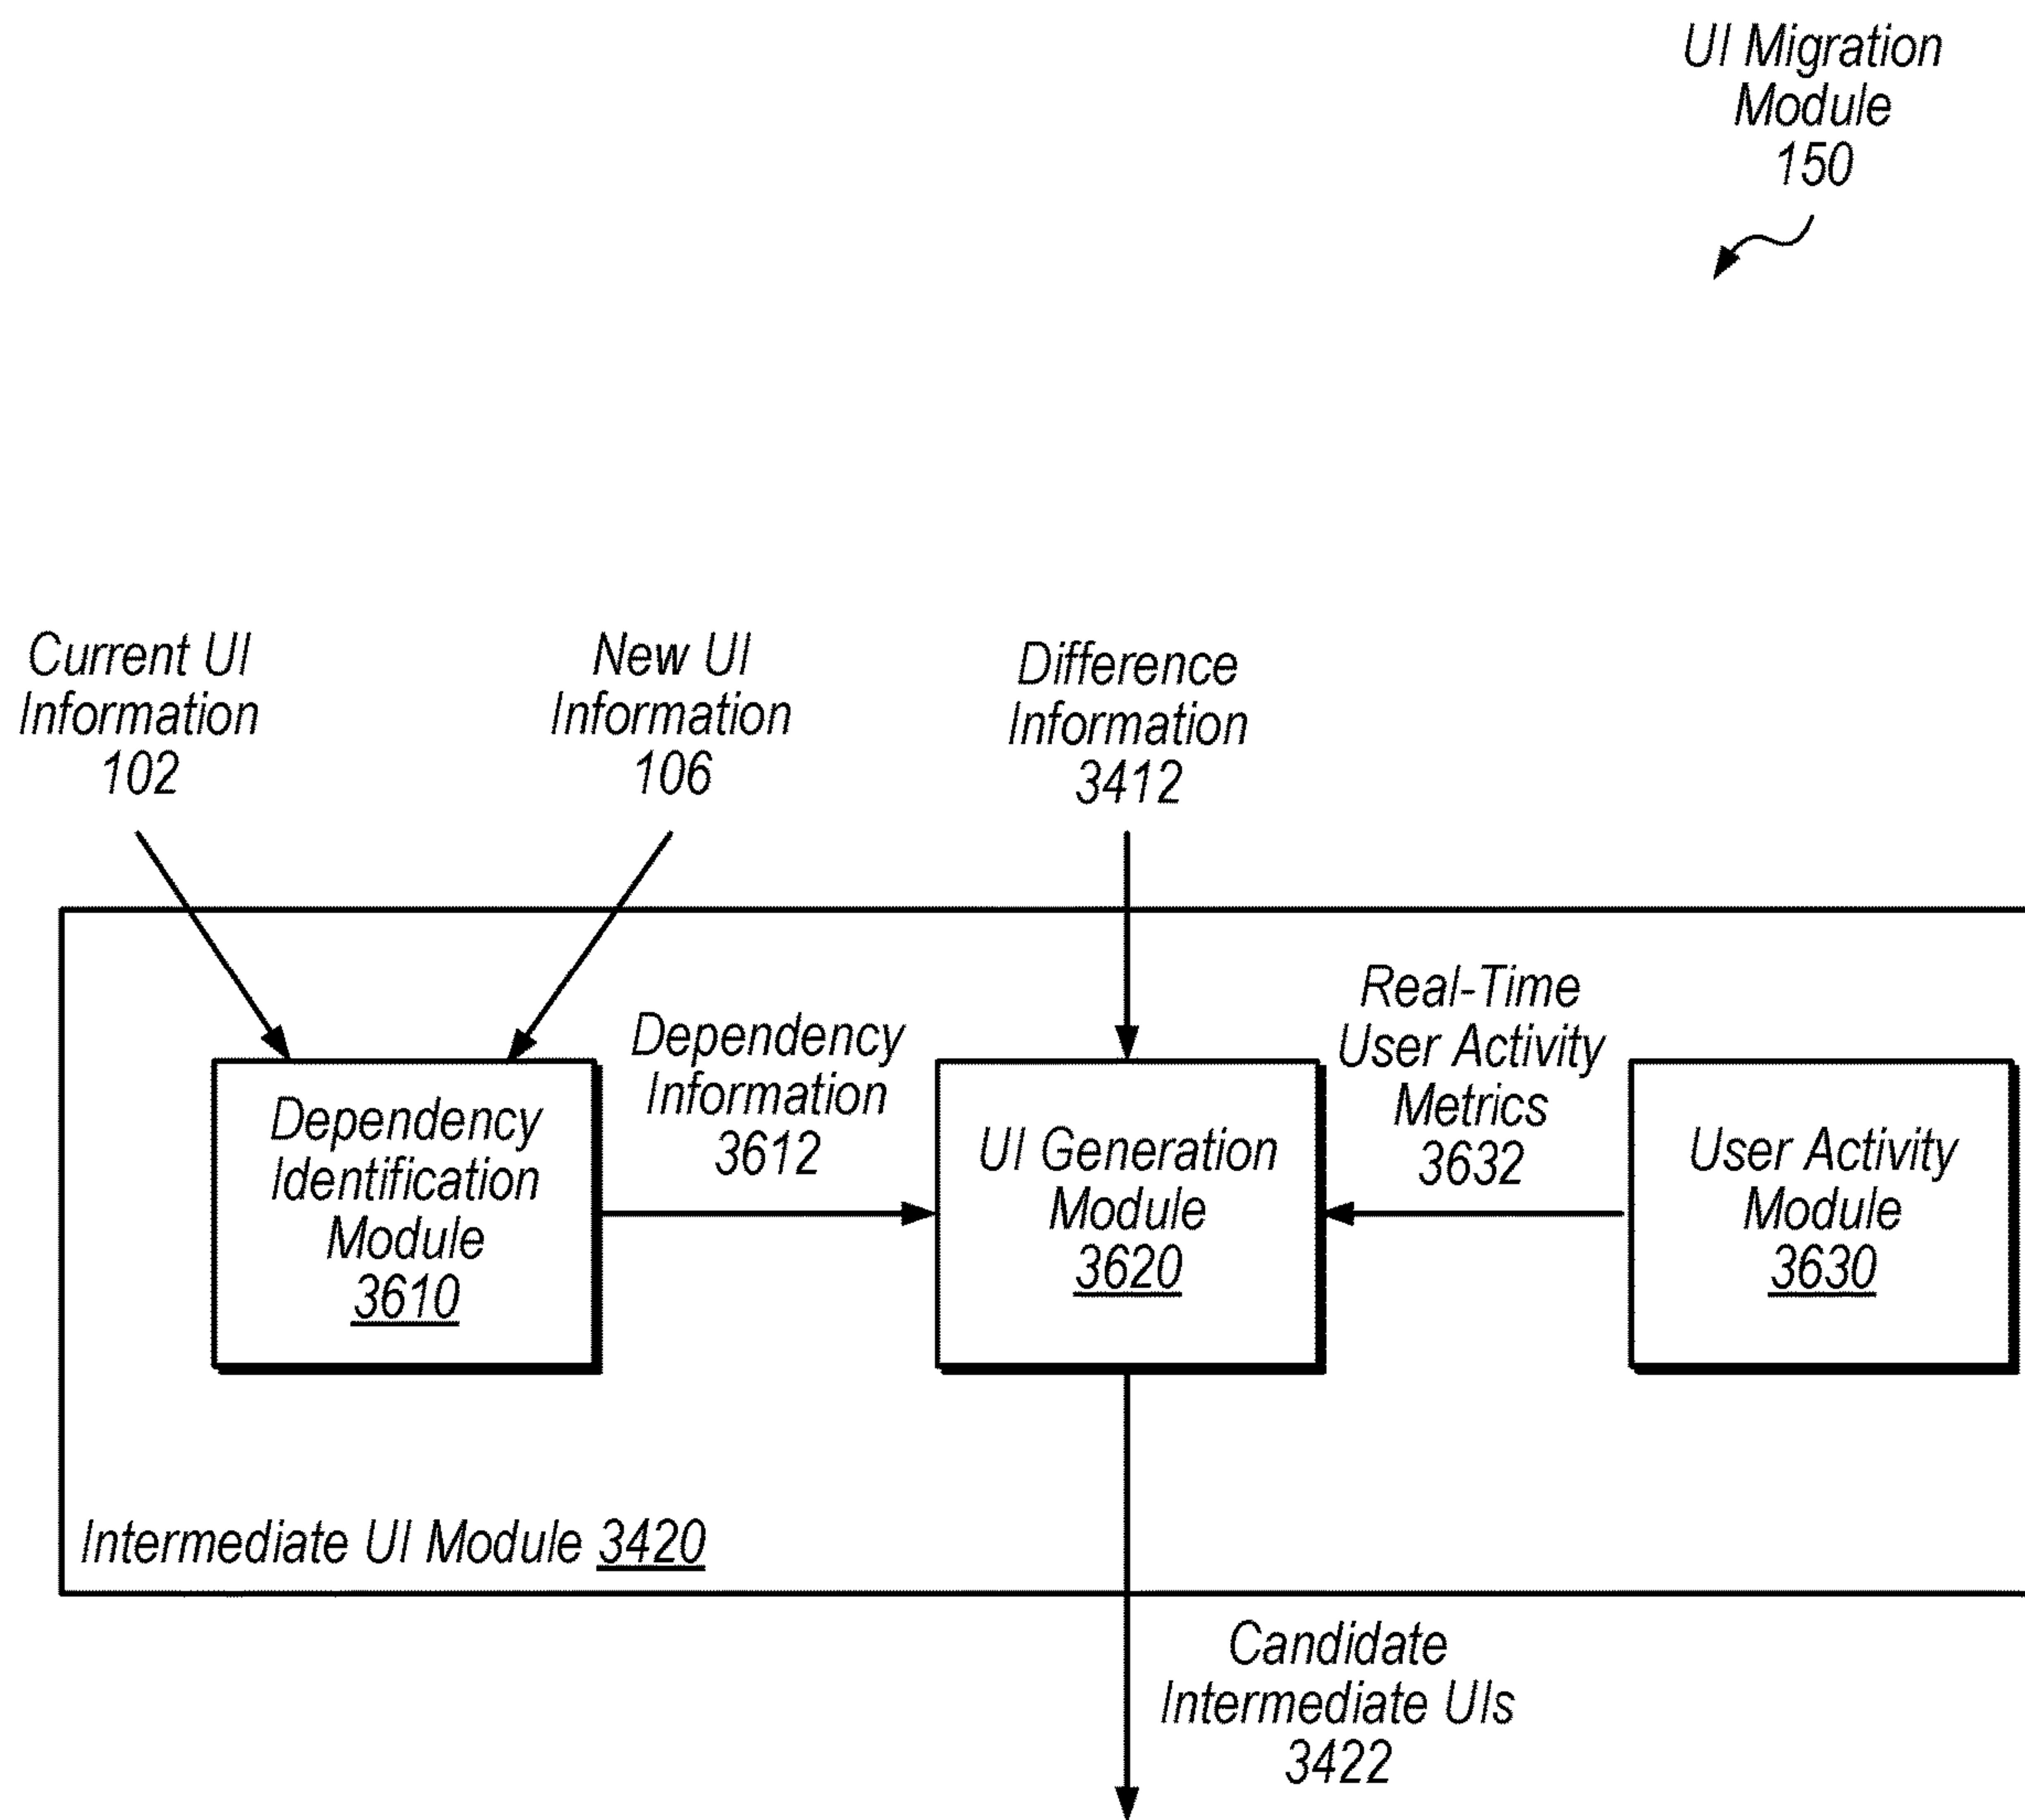 UI Migration
Module
150
Current UI
Information
102
New UI
Information
106
Difference
Information
3412
Dependency
Identification
Module
3610
Dependency
Information
3612
UI Generation
Module
3620
Real-Time
User Activity
Metrics
3632
User Activity
Module
3630
Intermediate UI Module 3420
Candidate
Intermediate UIs
3422